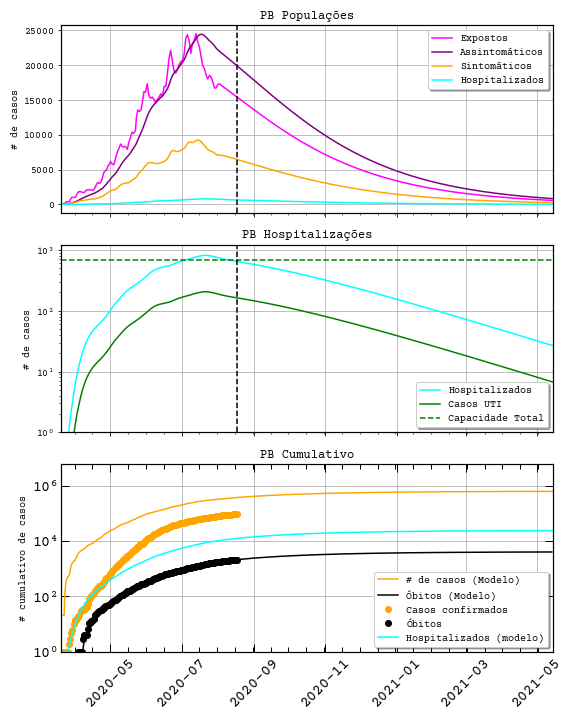 PB Populações
25000
20000
15000
10000
5000
0
# de casos
Expostos
Assintomáticos
Sintomáticos
Hospitalizados
PB Hospitalizações
10³
10²
10¹
10⁰
# de casos
Hospitalizados
Casos UTI
Capacidade Total
PB Cumulativo
10⁶
10⁴
10²
10⁰
# cumulativo de casos
# de casos (Modelo)
Óbitos (Modelo)
Casos confirmados
Óbitos
Hospitalizados (modelo)
2020-05
2020-07
2020-09
2020-11
2021-01
2021-03
2021-05